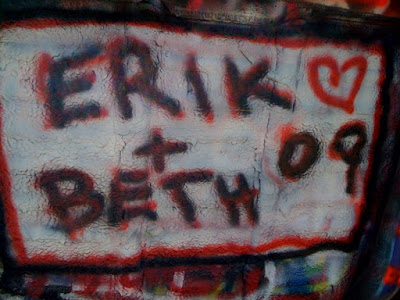 ERIK
+
BETH 09